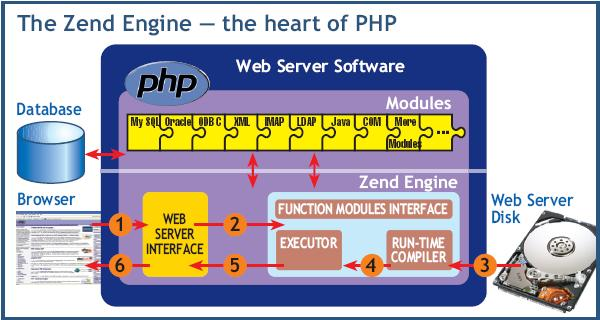 The Zend Engine — the heart of PHP
php
Web Server Software
Modules
Database
My SQL Oracle ODBC XML IMAP LDAP Java COM More Modules ...
Browser
Zend Engine
Web Server
Disk
1
WEB
SERVER
INTERFACE
2
FUNCTION MODULES INTERFACE
EXECUTOR
RUN-TIME
COMPILER
6
5
4
3